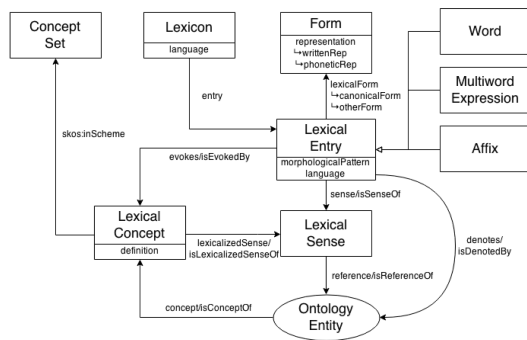 Concept
Set
Lexicon
language
Form
representation
↳writtenRep
↳phoneticRep
Word
Multiword
Expression
Affix
entry
lexicalForm
↳canonicalForm
↳otherForm
skos:inScheme
Lexical
Entry
morphologicalPattern
language
evokes/isEvokedBy
sense/isSenseOf
Lexical
Concept
definition
lexicalizedSense/
isLexicalizedSenseOf
Lexical
Sense
denotes/
isDenotedBy
reference/isReferenceOf
concept/isConceptOf
Ontology
Entity